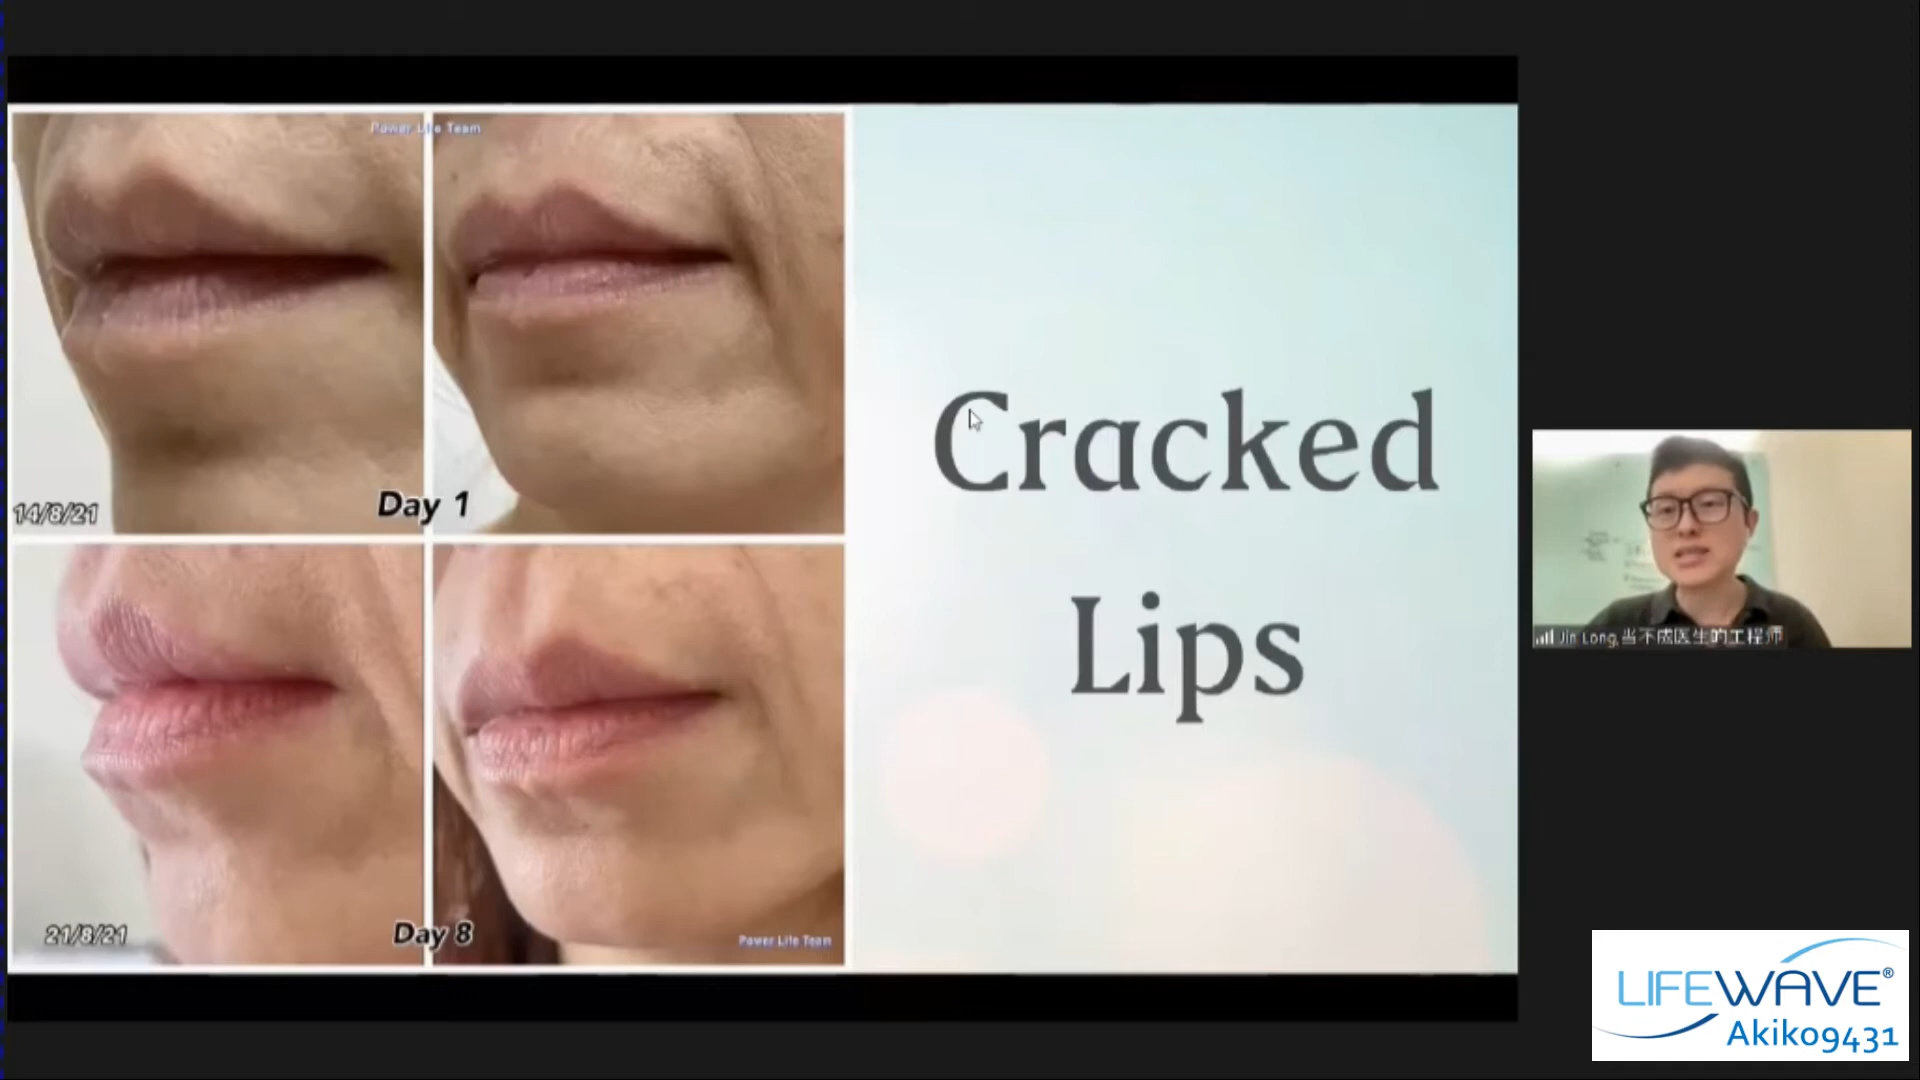 Power Life Team
14/8/21
Day 1
21/8/21
Day 8
Power Life Team
Cracked
Lips
Jin Long,当不成医生的工程师
LIFEWAVE®
Akiko9431